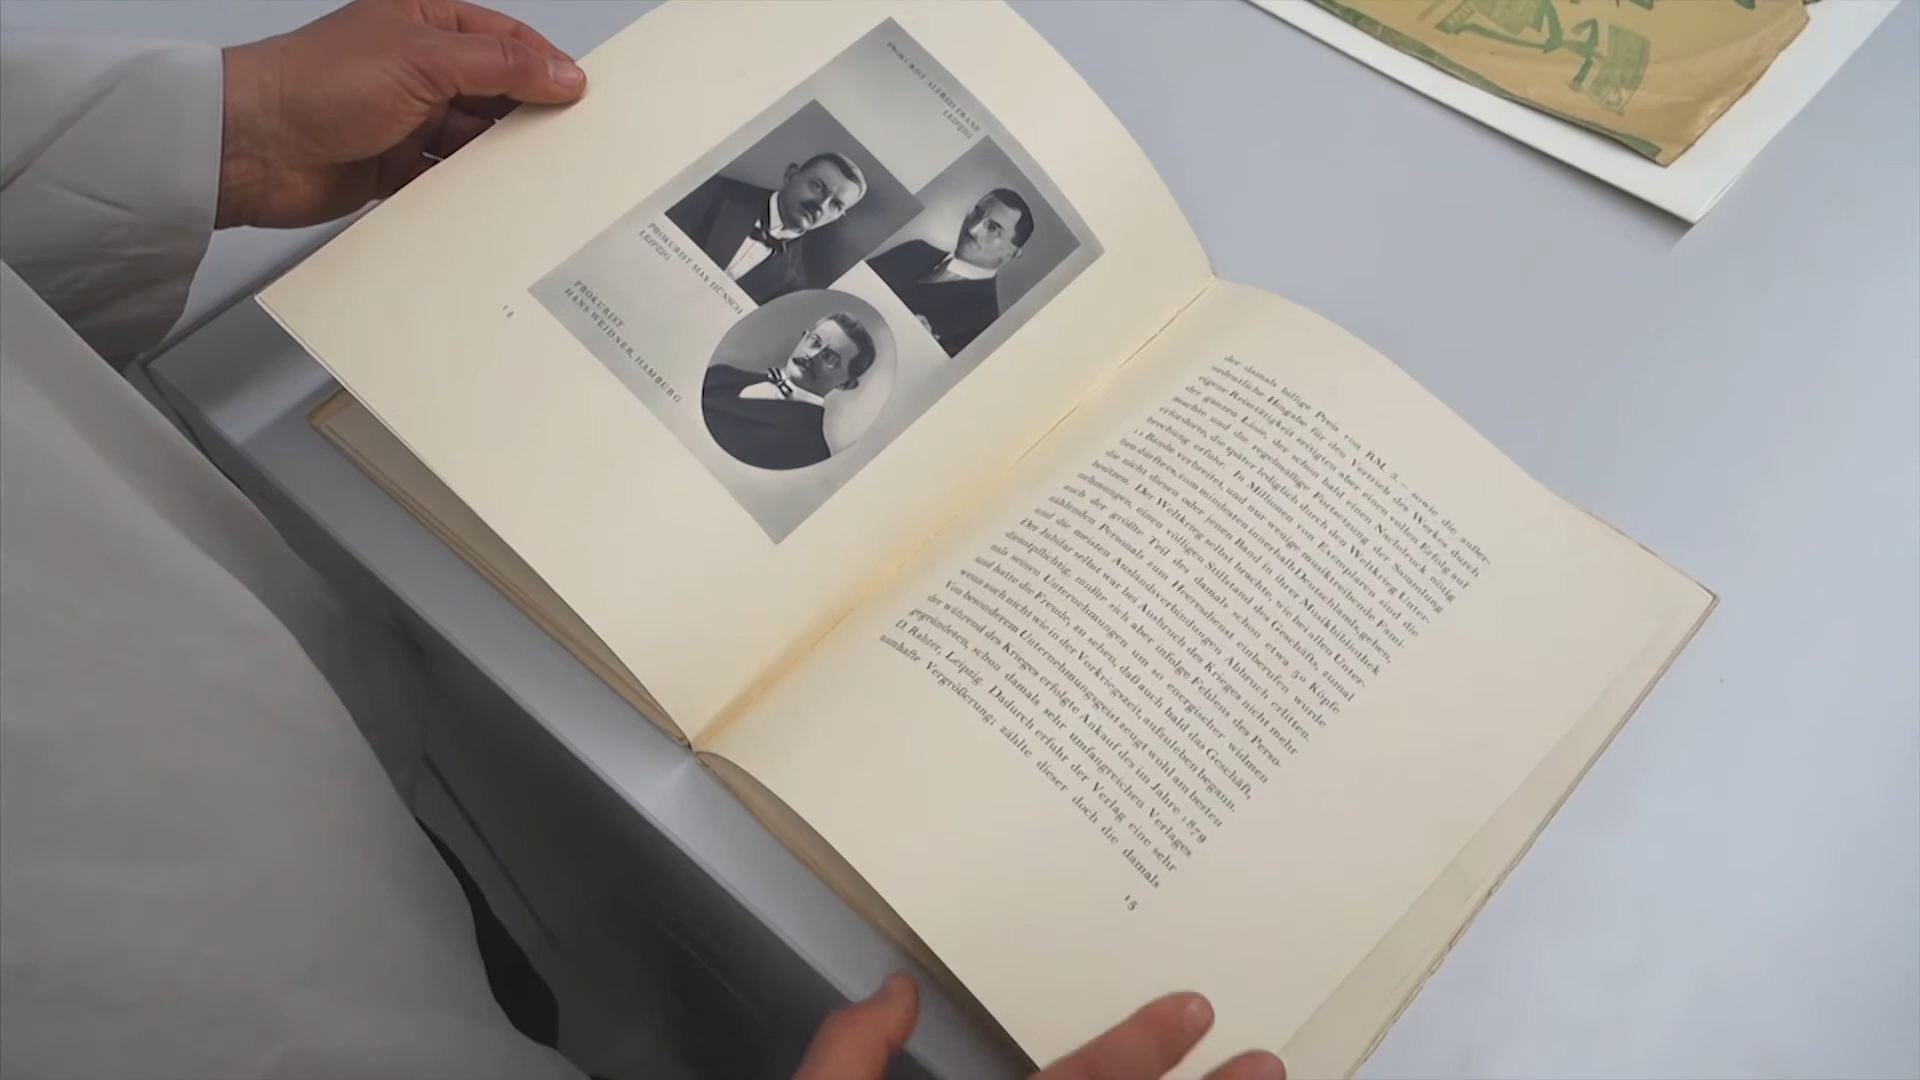 PROKURIST ALFRED FRANZ
LEIPZIG
PROKURIST MAX HÜNSCH
LEIPZIG
PROKURIST
HANS WEIDNER, HAMBURG
14
der damals billige Preis von RM. 3.— sowie die außer-
ordentliche Hingabe für den Vertrieb des Werkes durch
eigene Reisetätigkeit zeitigten aber einen vollen Erfolg auf
der ganzen Linie, der schon bald einen Nachdruck nötig
machte und die regelmäßige Fortsetzung der Sammlung
erforderte, die später lediglich durch den Weltkrieg Unter-
brechung erfuhr. In Millionen von Exemplaren sind die
11 Bände verbreitet, und nur wenige musiktreibende Fami-
lien dürfte es, zum mindesten innerhalb Deutschlands, geben,
die nicht diesen oder jenen Band in ihrer Musikbibliothek
besitzen. Der Weltkrieg selbst brachte, wie bei allen Unter-
nehmungen, einen völligen Stillstand des Geschäfts, zumal
auch der größte Teil des damals schon etwa 50 Köpfe
zählenden Personals zum Heeresdienst einberufen wurde
und die meisten Auslandsverbindungen Abbruch erlitten.
Der Jubilar selbst war bei Ausbruch des Krieges nicht mehr
dienstpflichtig, mußte sich aber infolge Fehlens des Perso-
nals seinen Unternehmungen um so energischer widmen
und hatte die Freude, zu sehen, daß auch bald das Geschäft,
wenn auch nicht wie in der Vorkriegszeit, aufzuleben begann.
Von besonderem Unternehmungsgeist zeugt wohl am besten
der während des Krieges erfolgte Ankauf des im Jahre 1879
gegründeten, schon damals sehr umfangreichen Verlages
D. Rahter, Leipzig. Dadurch erfuhr der Verlag eine sehr
namhafte Vergrößerung; zählte dieser doch die damals
15